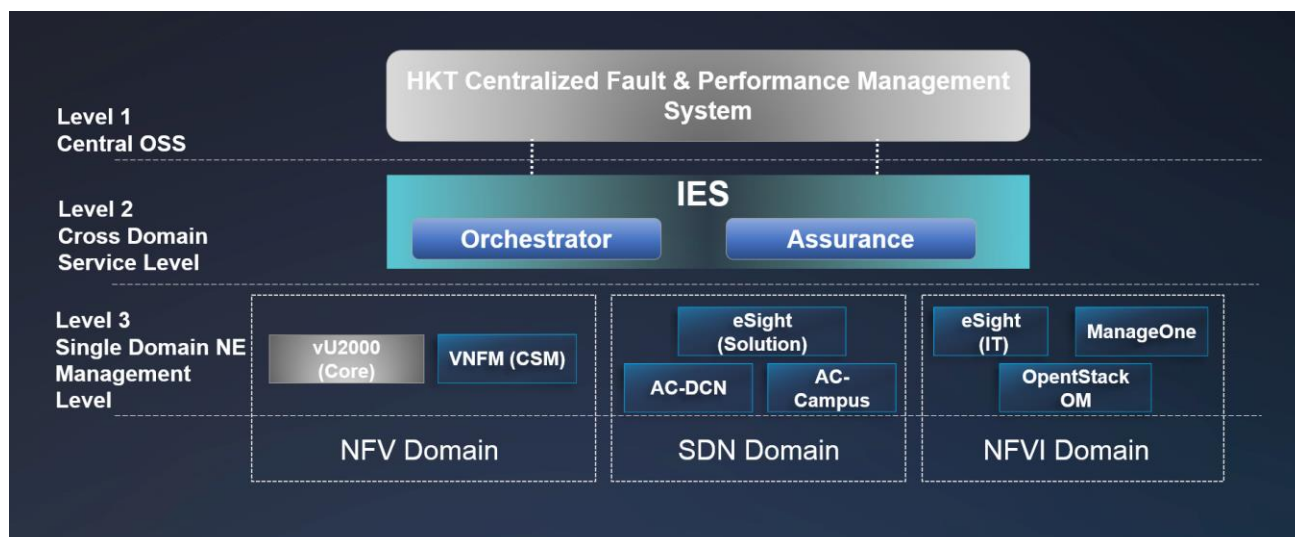 HKT Centralized Fault & Performance Management
System
Level 1
Central OSS
IES
Level 2
Cross Domain
Service Level
Orchestrator
Assurance
Level 3
Single Domain NE
Management
Level
vU2000
(Core)
VNFM (CSM)
eSight
(Solution)
AC-DCN
AC-
Campus
eSight
(IT)
ManageOne
OpentStack
OM
NFV Domain
SDN Domain
NFVI Domain